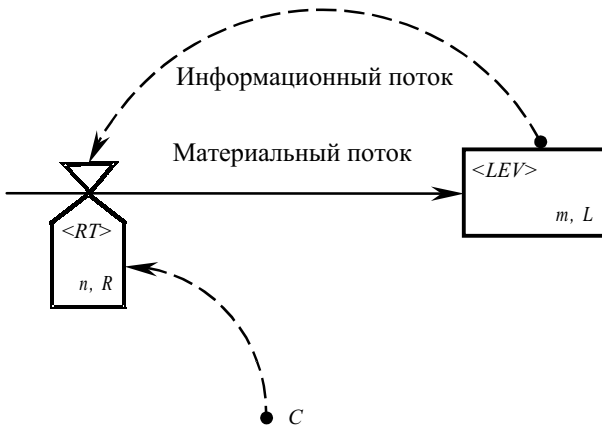 Информационный поток
Материальный поток
<LEV>
m, L
<RT>
n, R
C